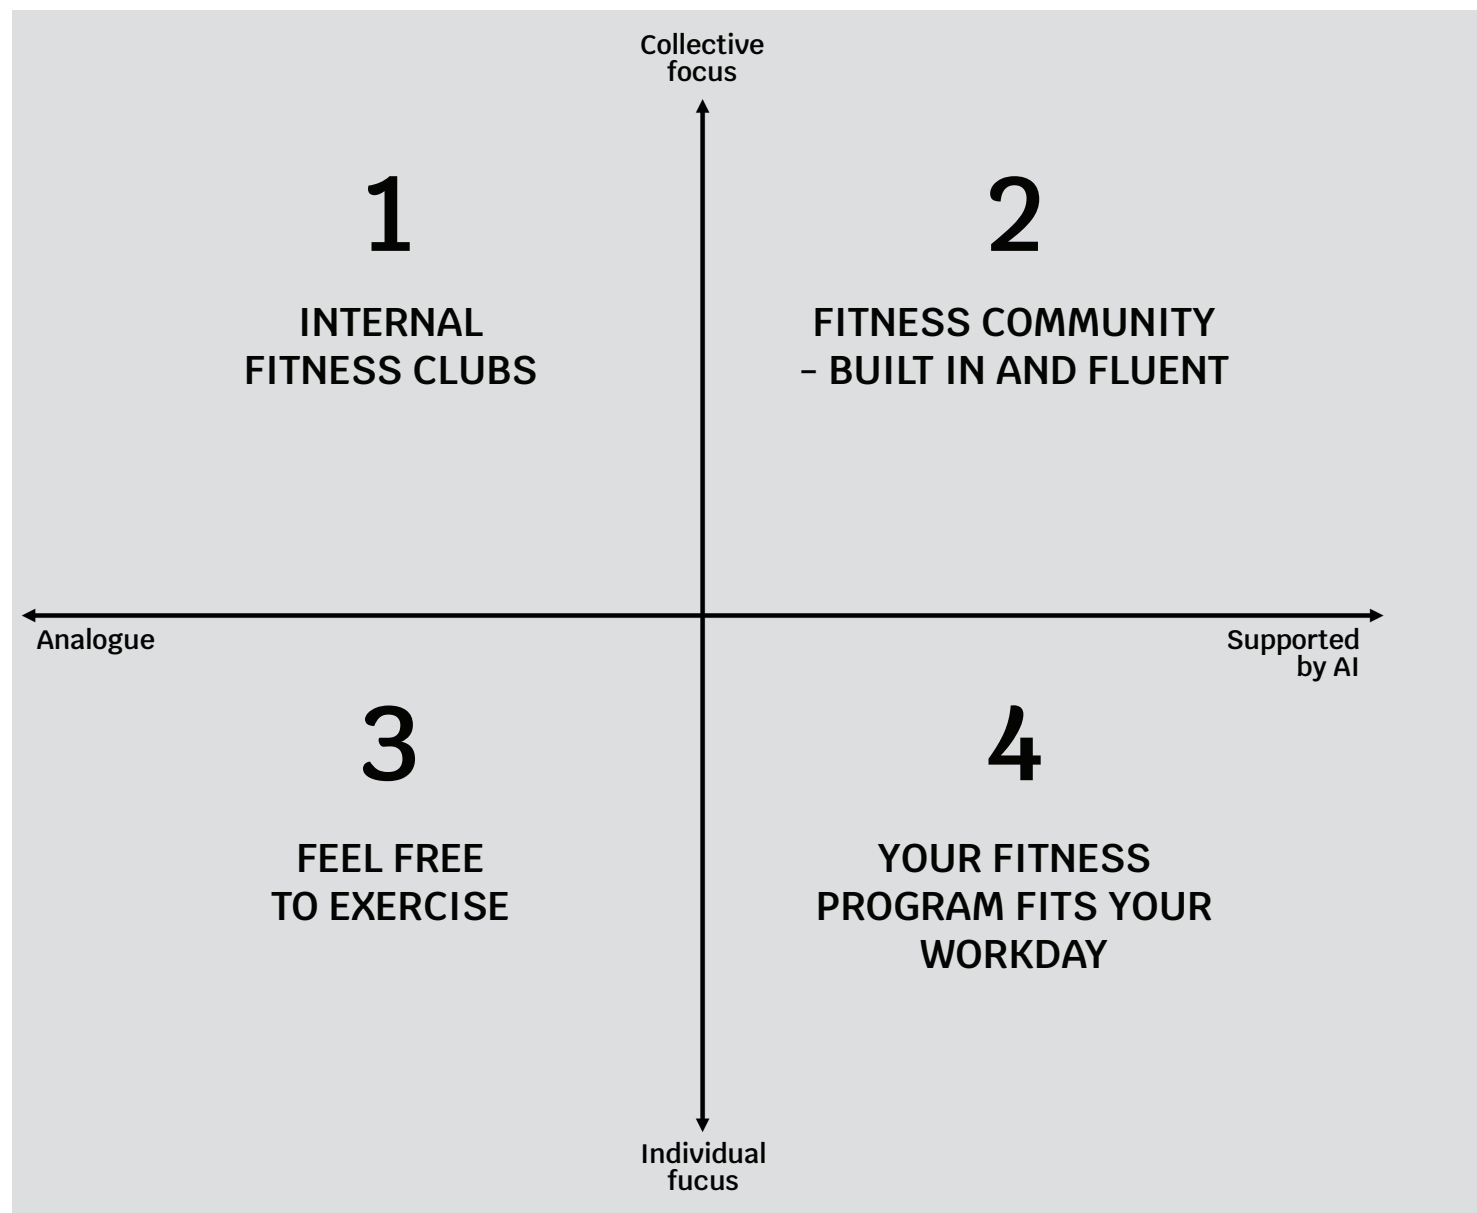 Collective
focus
1
INTERNAL
FITNESS CLUBS
2
FITNESS COMMUNITY
– BUILT IN AND FLUENT
Analogue
Supported
by AI
3
FEEL FREE
TO EXERCISE
4
YOUR FITNESS
PROGRAM FITS YOUR
WORKDAY
Individual
fucus